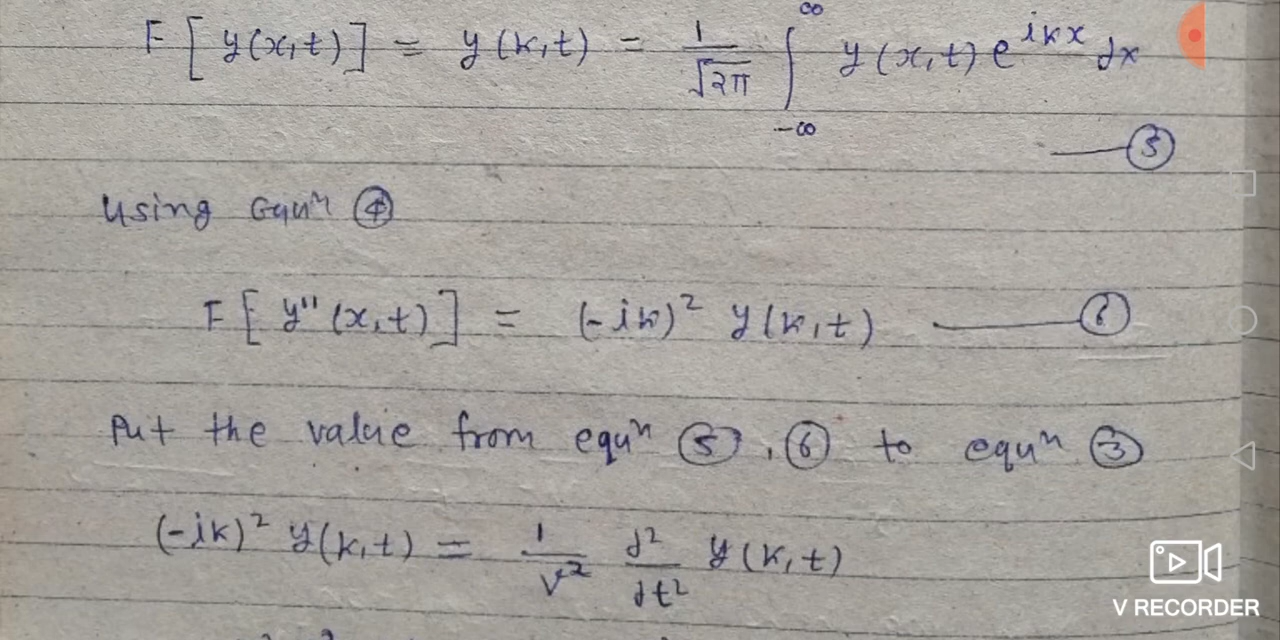 F[y(x,t)] = y(k,t) = 1/√2π ∫_{-∞}^{∞} y(x,t) e^{ikx} dx
— ⑤
Using equⁿ ④
F[y"(x,t)] = (-ik)² y(k,t) — ⑥
Put the value from equⁿ ⑤, ⑥ to equⁿ ③
(-ik)² y(k,t) = 1/v² d²/dt² y(k,t)
V RECORDER